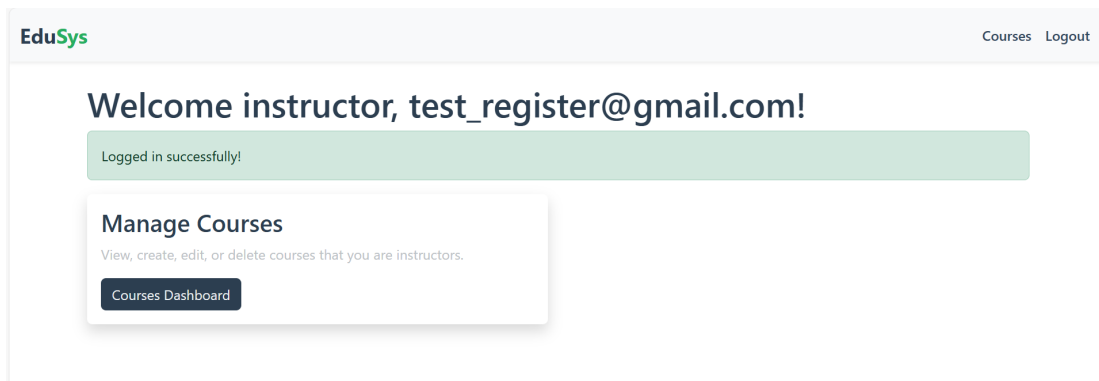 EduSys
Courses Logout
Welcome instructor, test_register@gmail.com!
Logged in successfully!
Manage Courses
View, create, edit, or delete courses that you are instructors.
Courses Dashboard